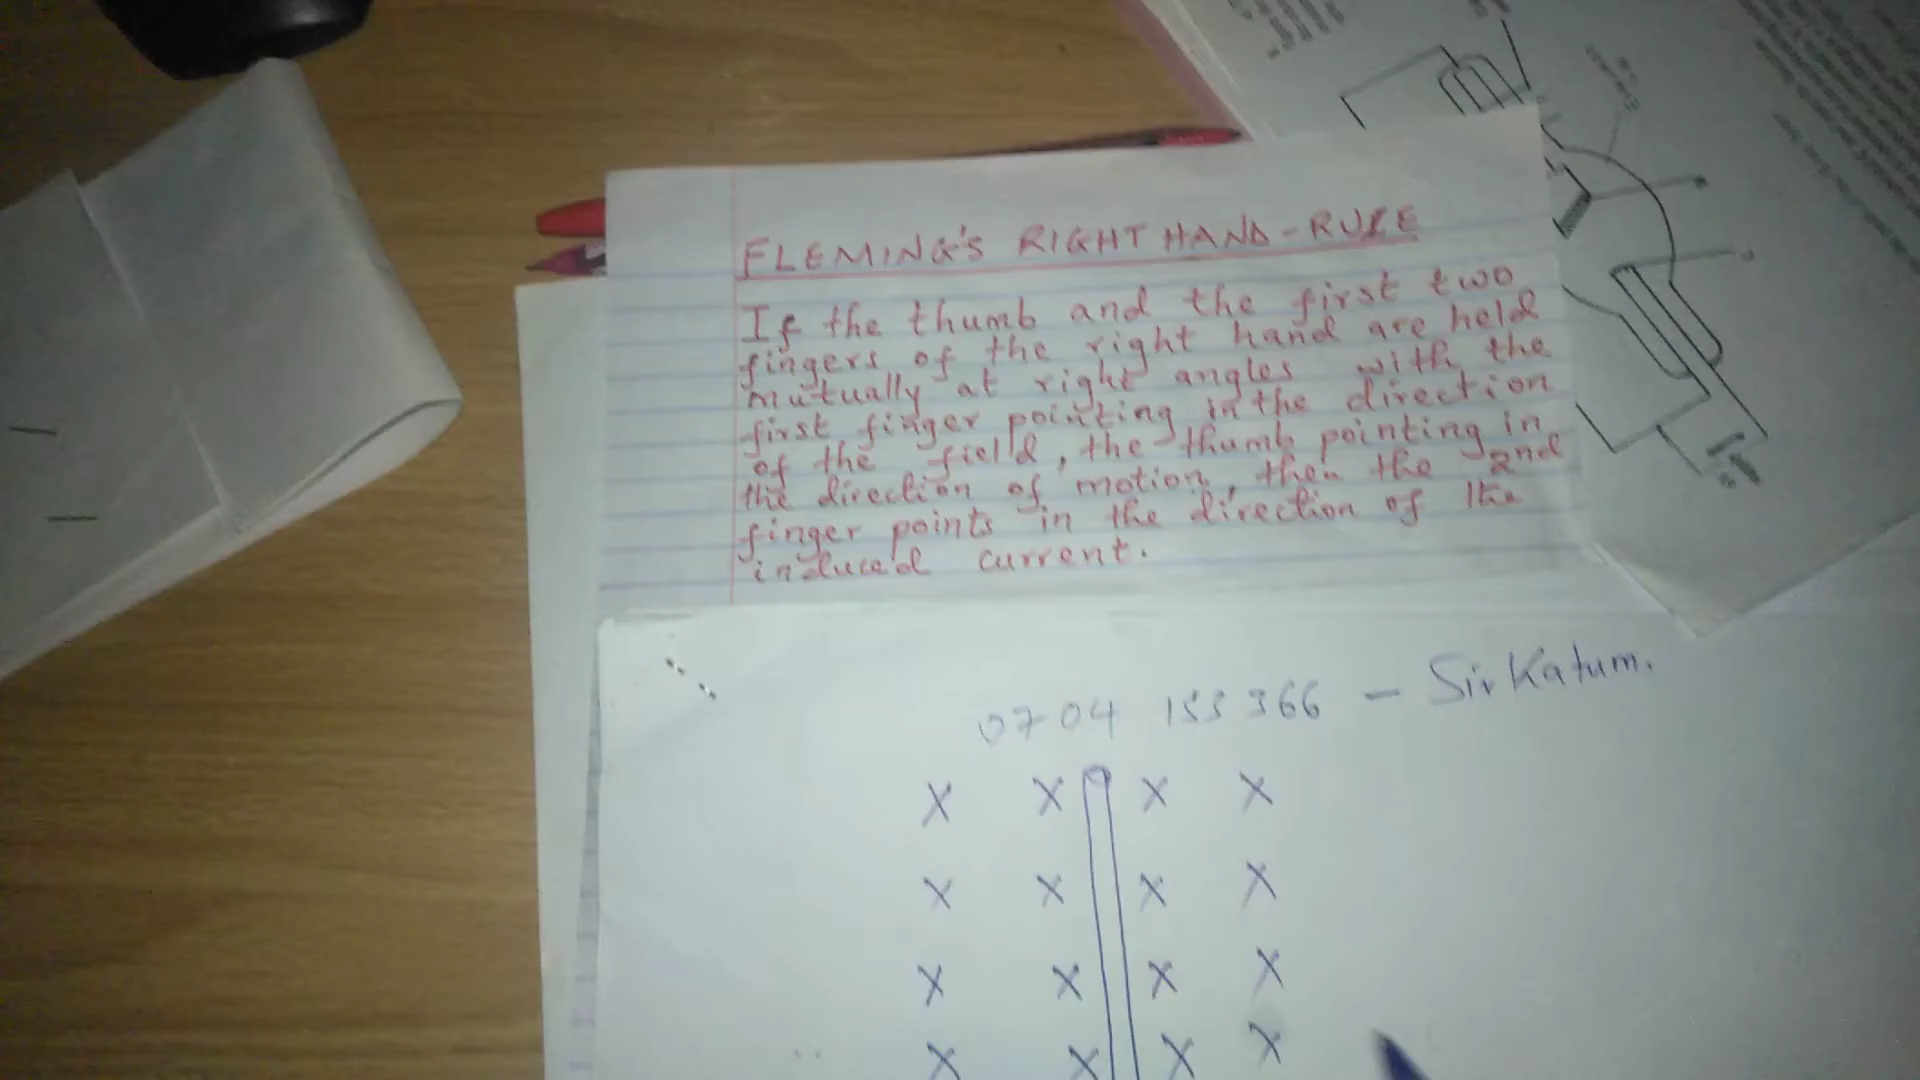 FLEMING'S RIGHT HAND-RULE
If the thumb and the first two
fingers of the right hand are held
mutually at right angles with the
first finger pointing in the direction
of the field, the thumb pointing in
the direction of motion, then the 2nd
finger points in the direction of the
induced current.
0704 155 366 - Sir Katum.
X X X X
X X X X
X X X X
X X X X